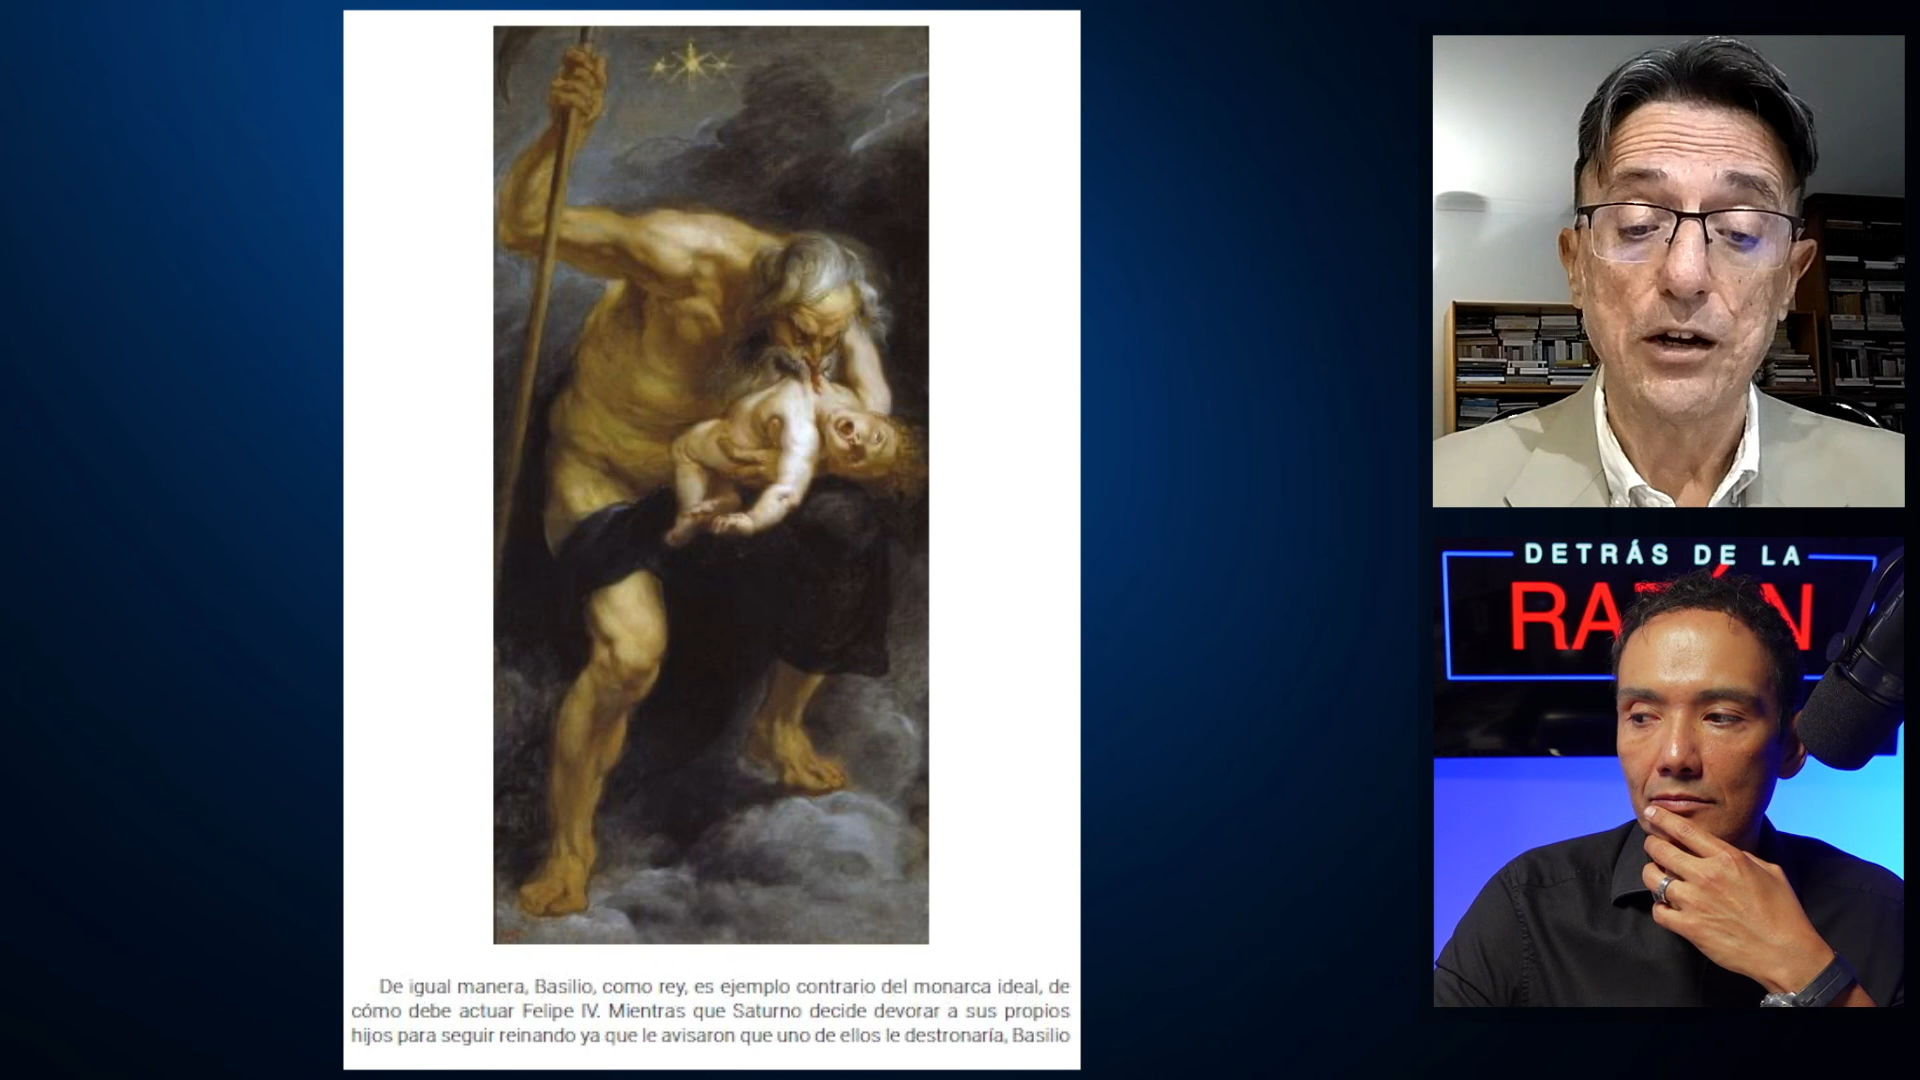 De igual manera, Basilio, como rey, es ejemplo contrario del monarca ideal, de
cómo debe actuar Felipe IV. Mientras que Saturno decide devorar a sus propios
hijos para seguir reinando ya que le avisaron que uno de ellos le destronaría, Basilio
DETRÁS DE LA
RAZÓN